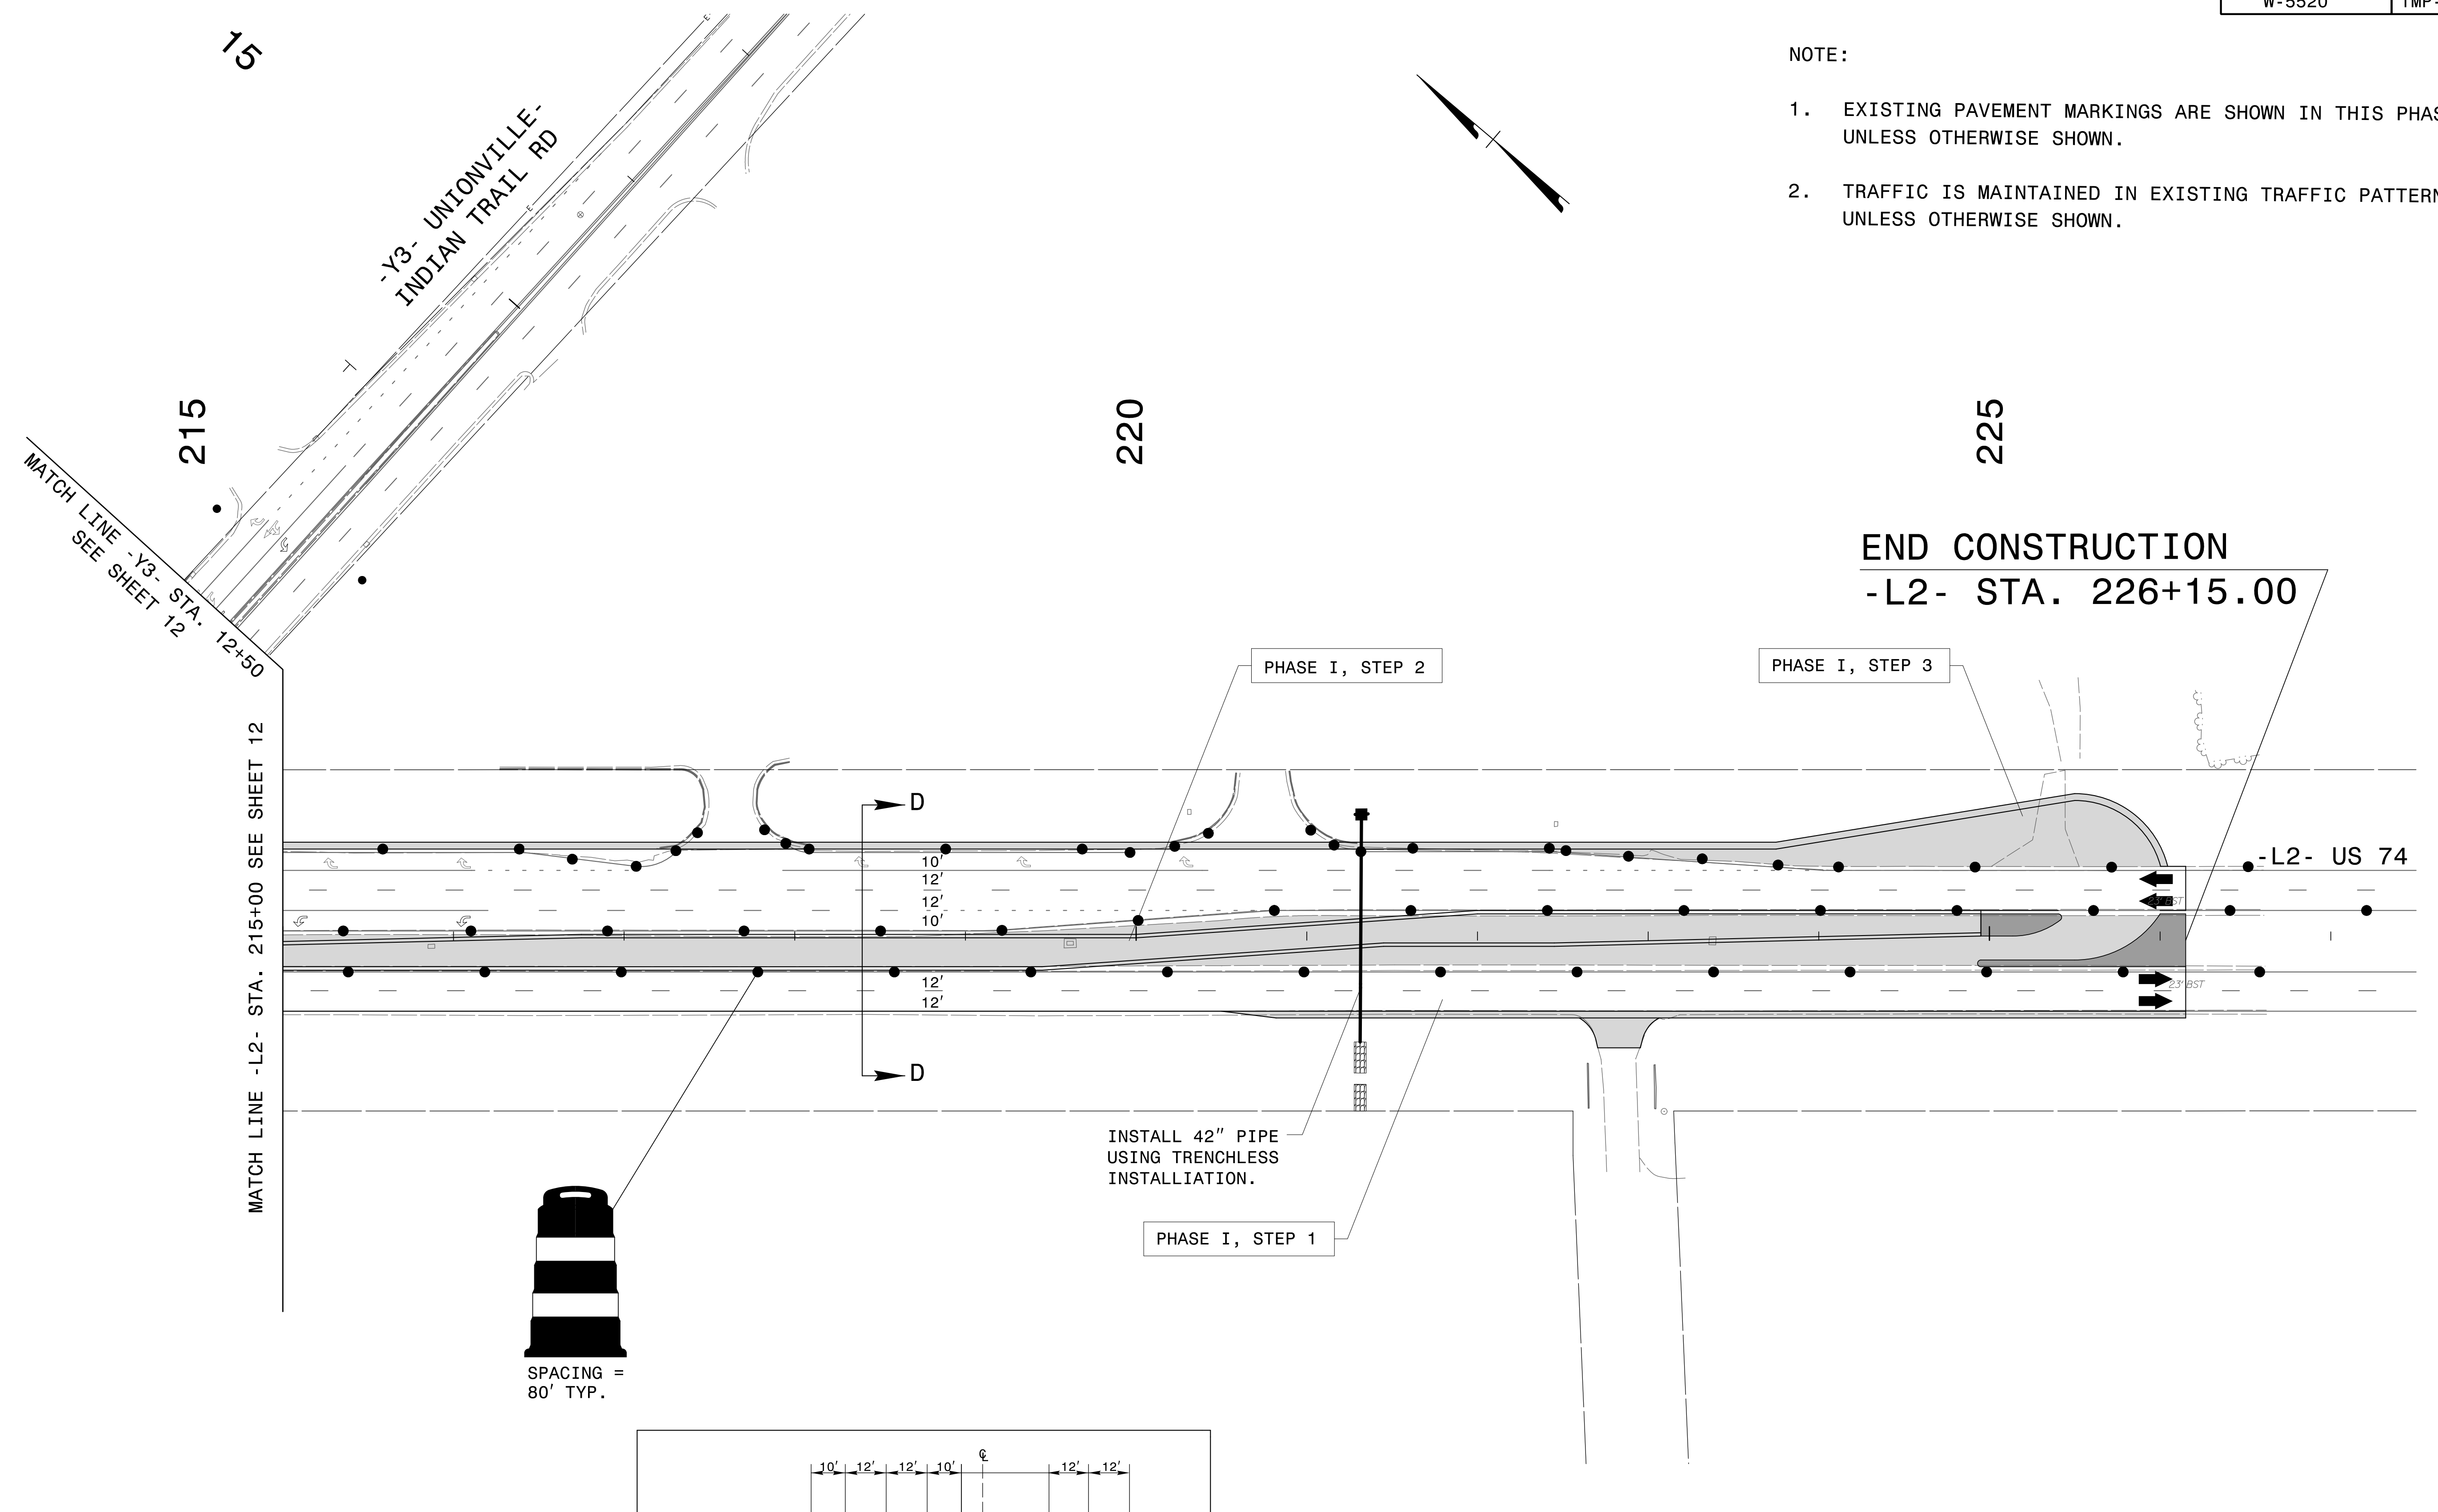 W-5520
NOTE:
1. EXISTING PAVEMENT MARKINGS ARE SHOWN IN THIS
UNLESS OTHERWISE SHOWN.
2. TRAFFIC IS MAINTAINED IN EXISTING TRAFFIC
UNLESS OTHERWISE SHOWN.
15
-Y3- UNIONVILLE-
INDIAN TRAIL RD
E
E
215
220
225
MATCH LINE -Y3- STA. 12+50
SEE SHEET 12
END CONSTRUCTION
-L2- STA. 226+15.00
PHASE I, STEP 2
PHASE I, STEP 3
MATCH LINE -L2- STA. 215+00 SEE SHEET 12
D
10'
12'
12'
10'
-L2- US 74
23' BST
12'
12'
23' BST
D
INSTALL 42" PIPE
USING TRENCHLESS
INSTALLIATION.
PHASE I, STEP 1
SPACING =
80' TYP.
10' 12' 12' 10' 12' 12'